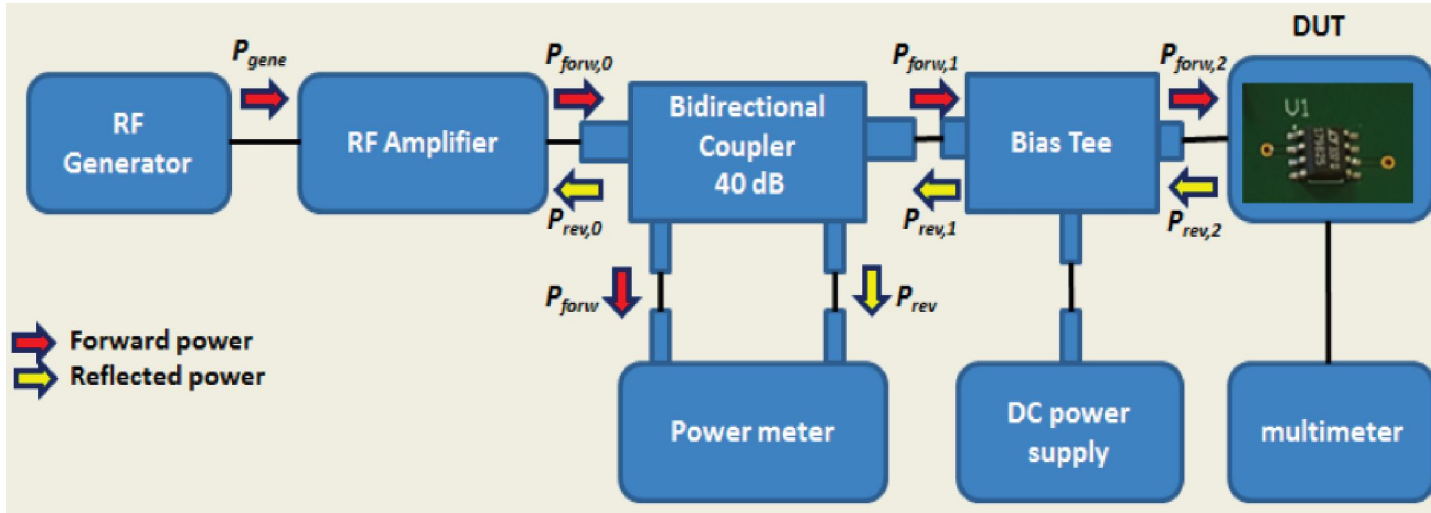 DUT
P_gene
P_forw,0
P_forw,1
P_forw,2
RF
Generator
RF Amplifier
Bidirectional
Coupler
40 dB
Bias Tee
U1
P_rev,0
P_rev,1
P_rev,2
P_forw
P_rev
Forward power
Reflected power
Power meter
DC power
supply
multimeter